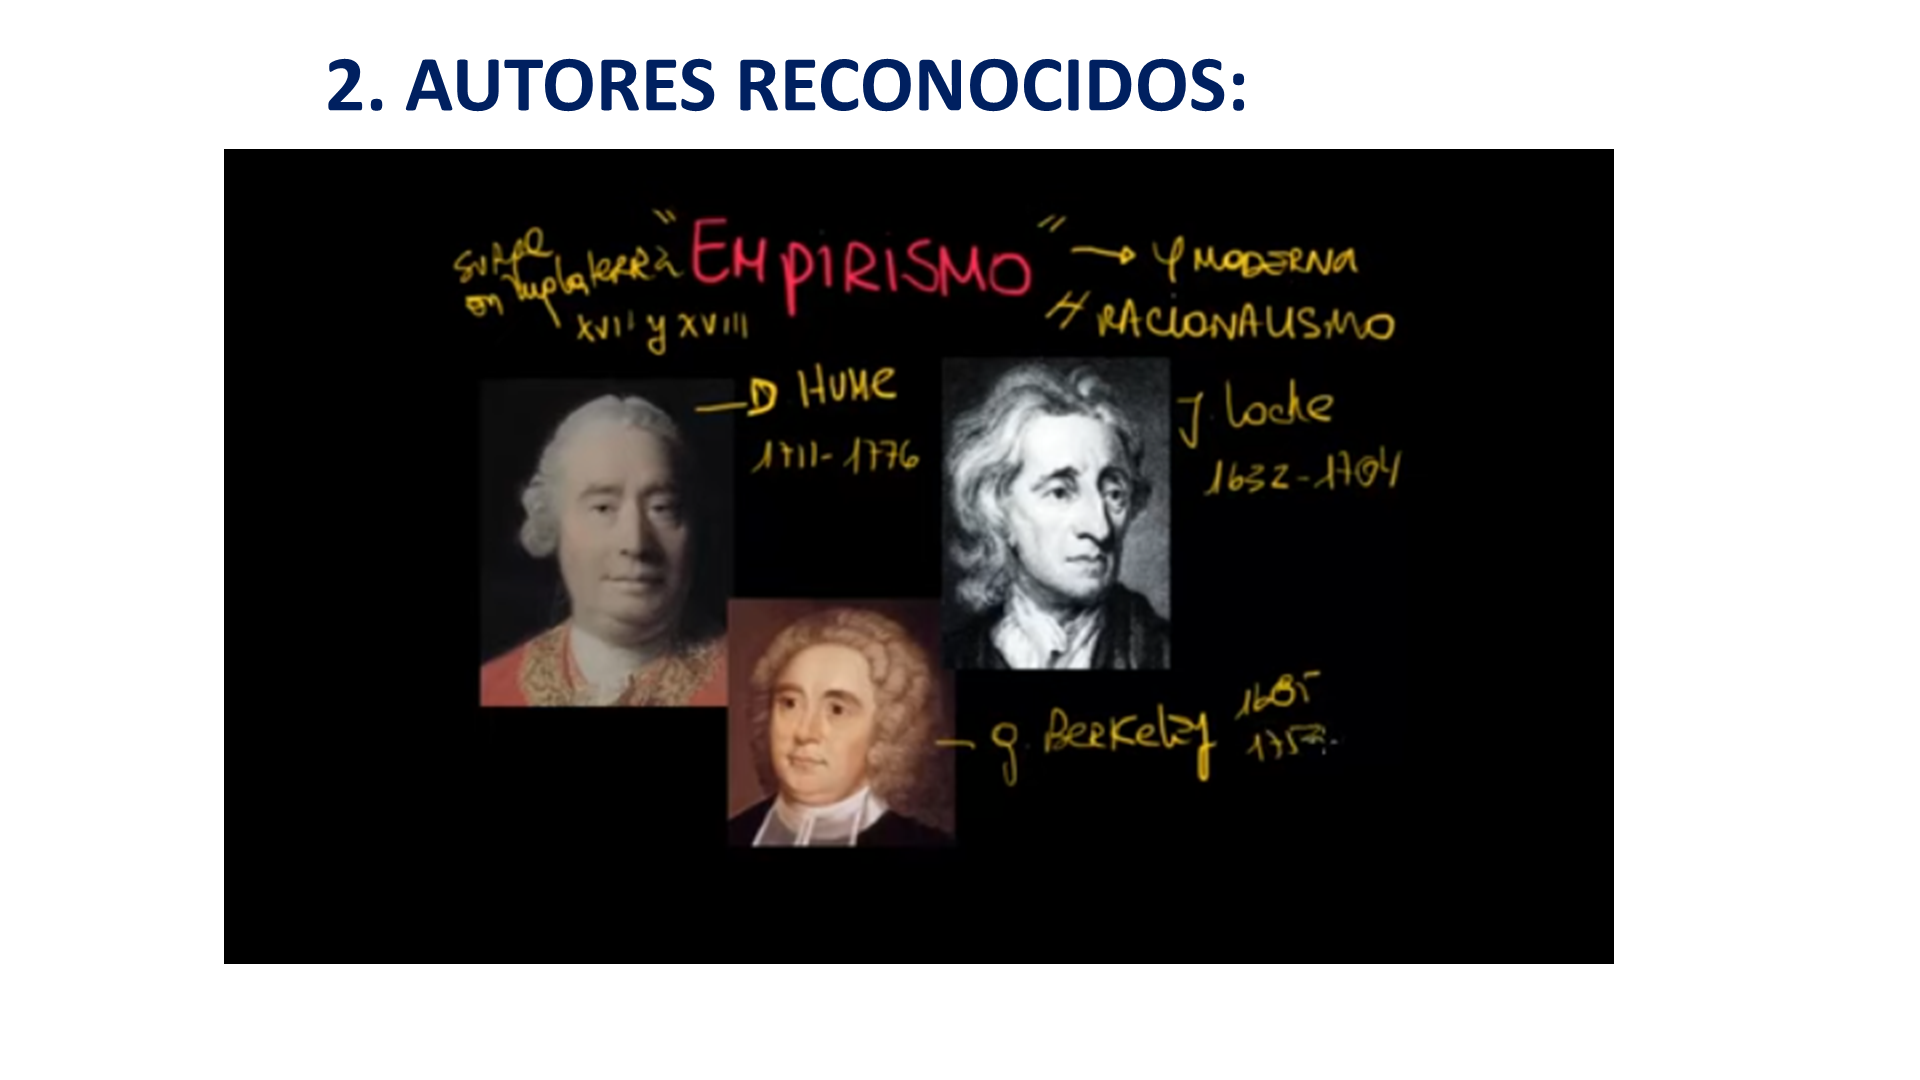 2. AUTORES RECONOCIDOS:
"EMPIRISMO" → φ MODERNA
surge
en Inglaterra
XVII y XVIII
# RACIONALISMO
D. HUME
1711-1776
J. Locke
1632-1704
g. Berkeley
1685